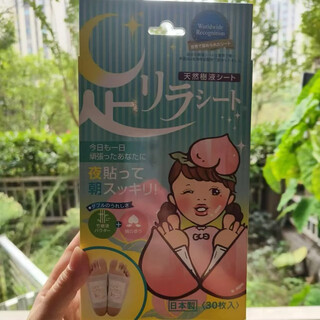 Worldwide
Recognition
天然樹液シート
足リラシート
今日も一日
頑張ったあなたに
夜貼って
朝スッキリ!
日本製
30枚入